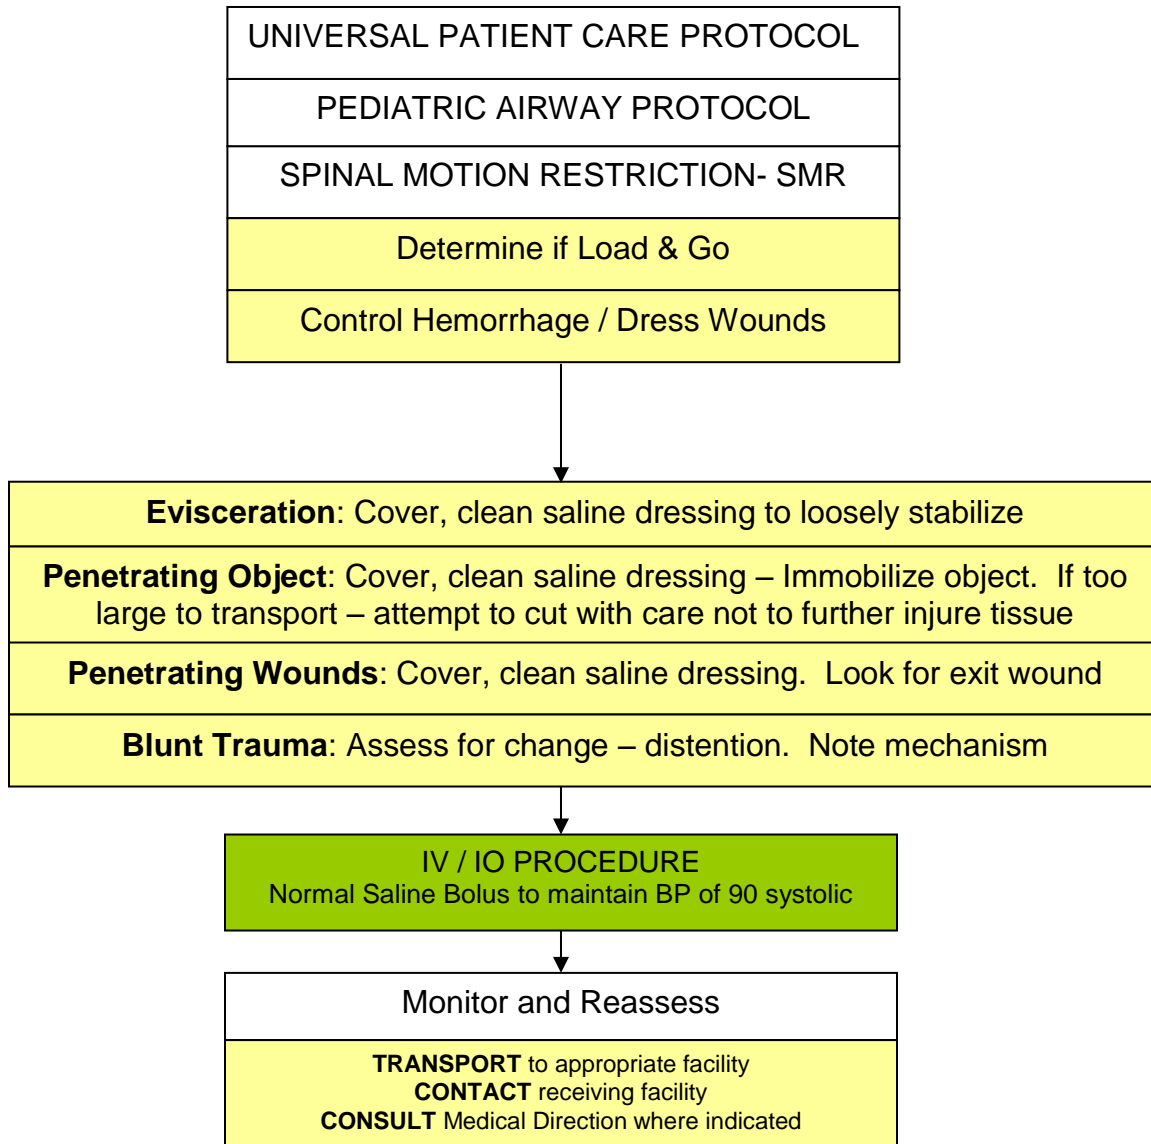 UNIVERSAL PATIENT CARE PROTOCOL
PEDIATRIC AIRWAY PROTOCOL
SPINAL MOTION RESTRICTION- SMR
Determine if Load & Go
Control Hemorrhage / Dress Wounds
Evisceration: Cover, clean saline dressing to loosely stabilize
Penetrating Object: Cover, clean saline dressing – Immobilize object. If too
large to transport – attempt to cut with care not to further injure tissue
Penetrating Wounds: Cover, clean saline dressing. Look for exit wound
Blunt Trauma: Assess for change – distention. Note mechanism
IV / IO PROCEDURE
Normal Saline Bolus to maintain BP of 90 systolic
Monitor and Reassess
TRANSPORT to appropriate facility
CONTACT receiving facility
CONSULT Medical Direction where indicated